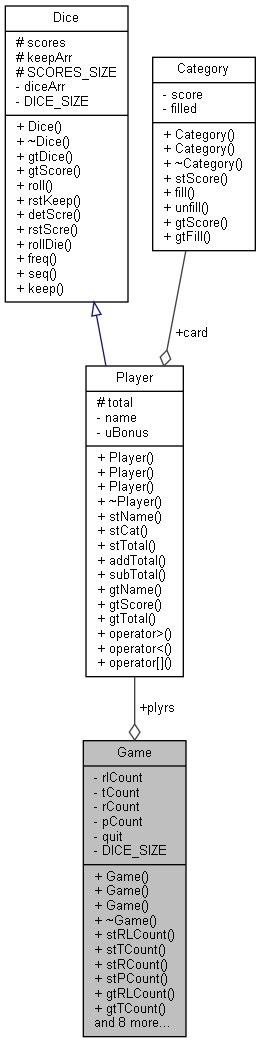 Dice
# scores
# keepArr
# SCORES_SIZE
- diceArr
- DICE_SIZE
+ Dice()
+ ~Dice()
+ gtDice()
+ gtScore()
+ roll()
+ rstKeep()
+ detScre()
+ rstScre()
+ rollDie()
+ freq()
+ seq()
+ keep()
Category
- score
- filled
+ Category()
+ Category()
+ ~Category()
+ stScore()
+ fill()
+ unfill()
+ gtScore()
+ gtFill()
+card
Player
# total
- name
- uBonus
+ Player()
+ Player()
+ Player()
+ ~Player()
+ stName()
+ stCat()
+ stTotal()
+ addTotal()
+ subTotal()
+ gtName()
+ gtScore()
+ gtTotal()
+ operator>()
+ operator<()
+ operator[]()
+plyrs
Game
- rlCount
- tCount
- rCount
- pCount
- quit
- DICE_SIZE
+ Game()
+ Game()
+ Game()
+ ~Game()
+ stRLCount()
+ stTCount()
+ stRCount()
+ stPCount()
+ gtRLCount()
+ gtTCount()
and 8 more...